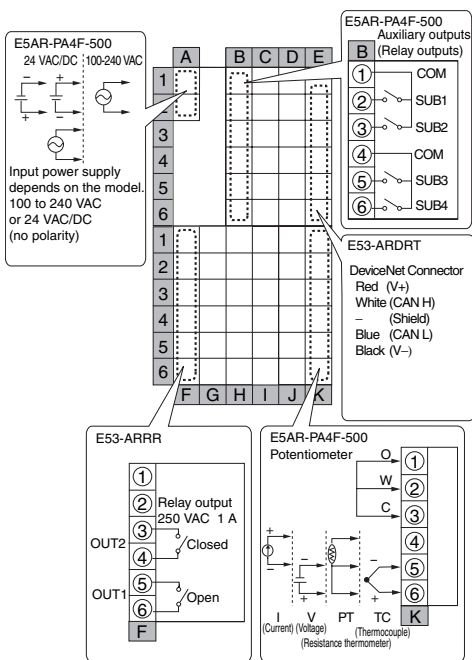 E5AR-PA4F-500
24 VAC/DC 100-240 VAC
− + 
+ −
Input power supply
depends on the model.
100 to 240 VAC
or 24 VAC/DC
(no polarity)
A B C D E
1
2
3
4
5
6
1
2
3
4
5
6
F G H I J K
E5AR-PA4F-500
Auxiliary outputs
(Relay outputs)
B
1 COM
2 SUB1
3 SUB2
4 COM
5 SUB3
6 SUB4
E53-ARDRT
DeviceNet Connector
Red (V+)
White (CAN H)
– (Shield)
Blue (CAN L)
Black (V–)
E53-ARRR
1
2
Relay output
250 VAC 1 A
3
OUT2 Closed
4
5
OUT1 Open
6
F
E5AR-PA4F-500
Potentiometer
O 1
W 2
C 3
4
5
6
+ − −
− + +
I V PT TC K
(Current) (Voltage) (Thermocouple)
(Resistance thermometer)